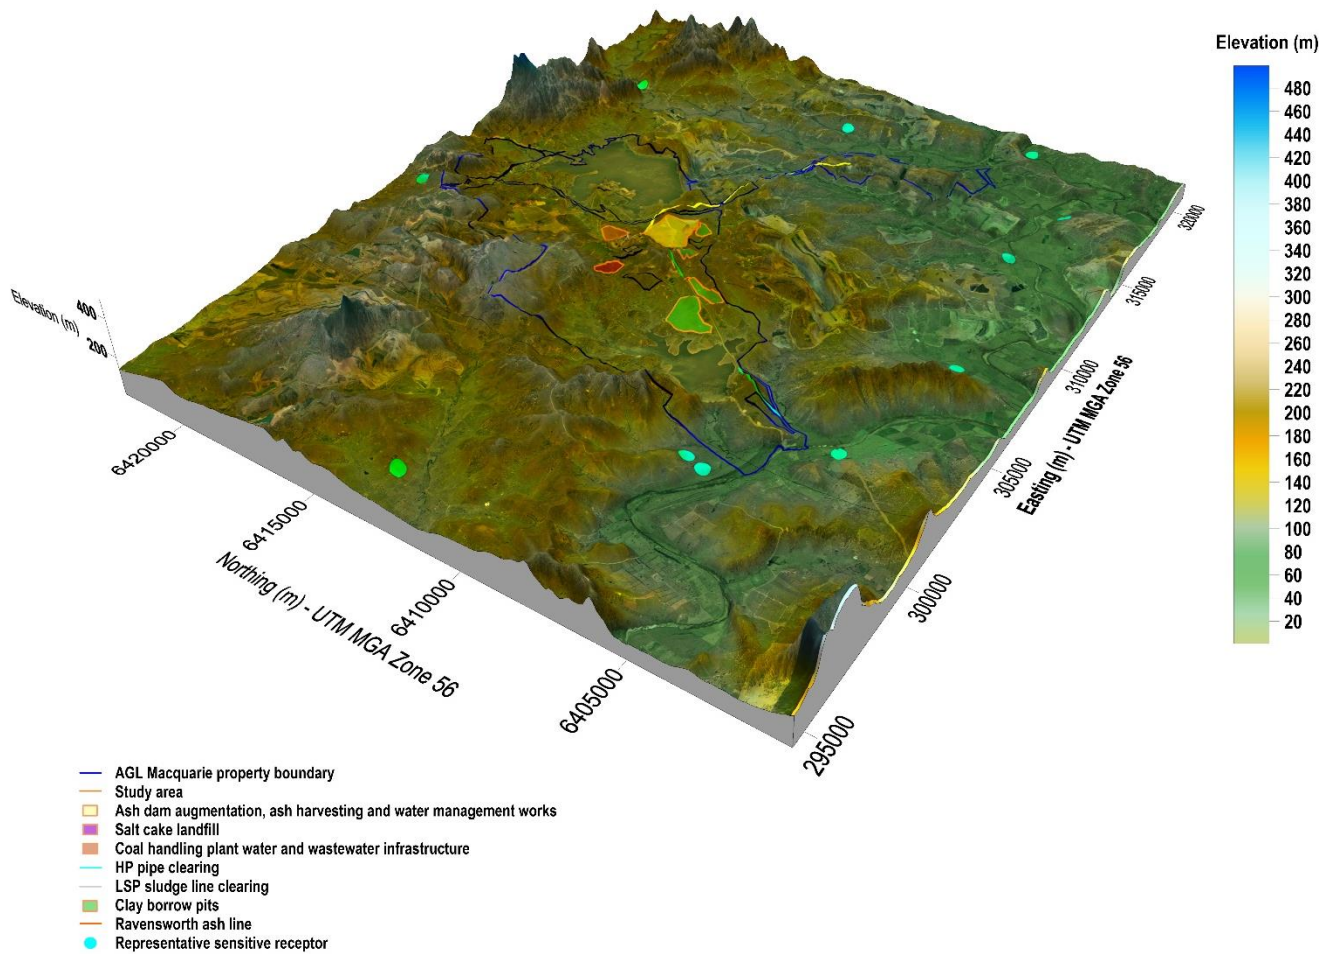 Elevation (m)
480
460
440
420
400
380
360
340
320
300
280
260
240
220
200
180
160
140
120
100
80
60
40
20
Elevation (m)
400
200
6420000
6415000
6410000
6405000
Northing (m) - UTM MGA Zone 56
295000
300000
305000
310000
315000
320000
Easting (m) - UTM MGA Zone 56
AGL Macquarie property boundary
Study area
Ash dam augmentation, ash harvesting and water management works
Salt cake landfill
Coal handling plant water and wastewater infrastructure
HP pipe clearing
LSP sludge line clearing
Clay borrow pits
Ravensworth ash line
Representative sensitive receptor